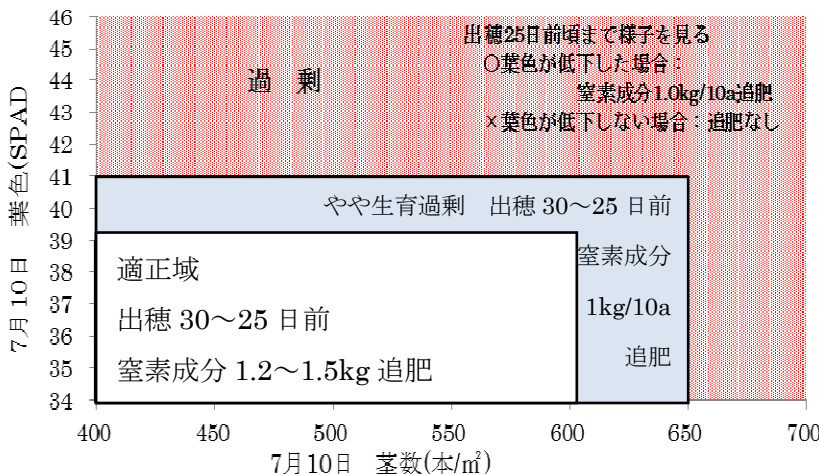 46
45
44
43
42
41
40
39
38
37
36
35
34
7月10日 葉色(SPAD
出穂25日前頃まで様子を見る
○葉色が低下した場合：
窒素成分1.0kg/10a追肥
×葉色が低下しない場合：追肥なし
過 剰
やや生育過剰 出穂 30～25 日前
窒素成分
1kg/10a
追肥
適正域
出穂 30～25 日前
窒素成分 1.2～1.5kg 追肥
400 450 500 550 600 650 700
7月10日 茎数(本/㎡)